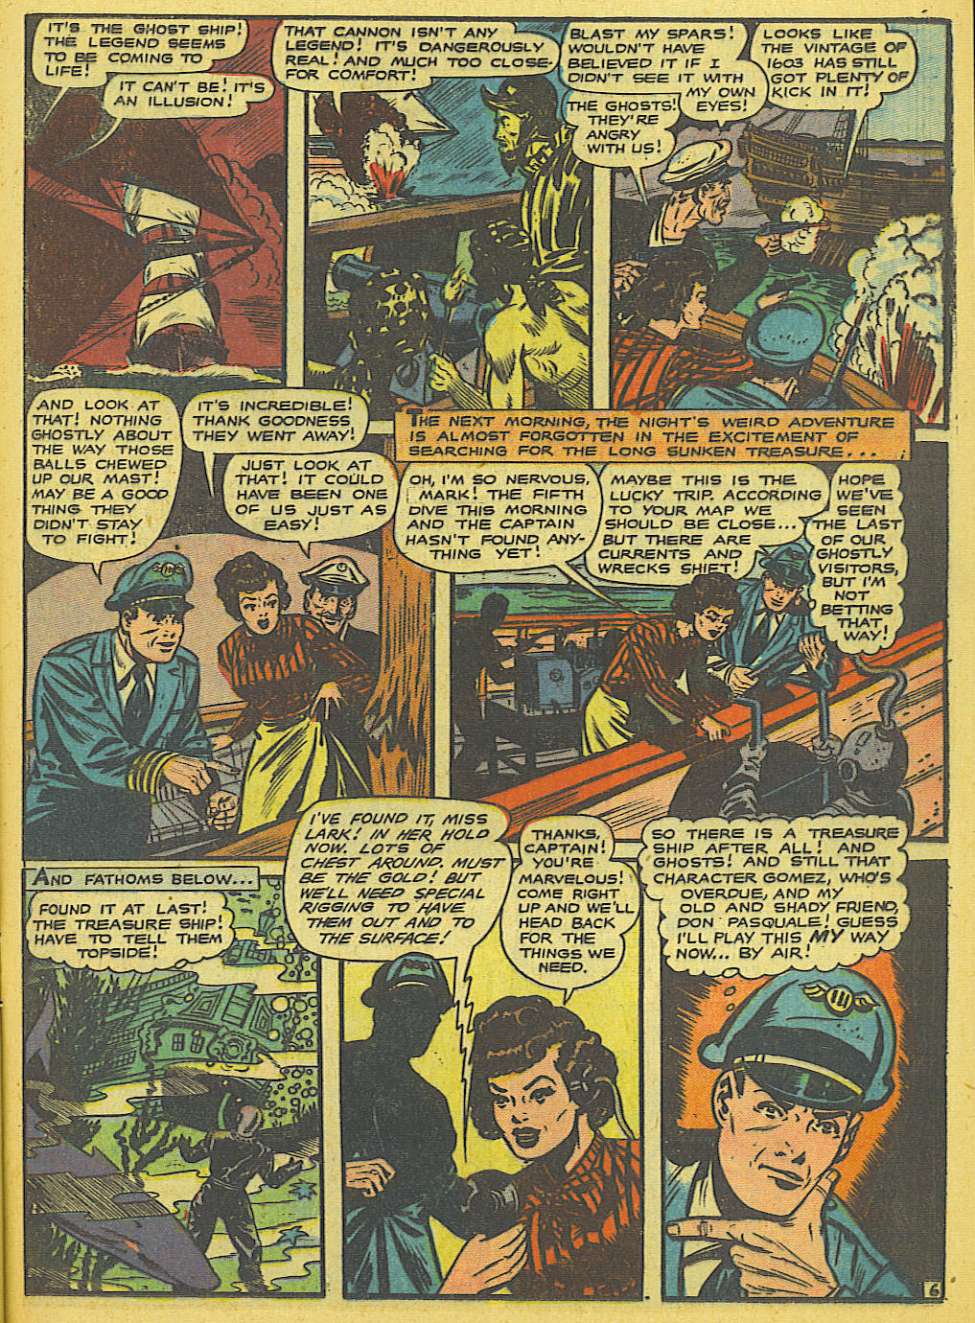 IT'S THE GHOST SHIP!
THE LEGEND SEEMS
TO BE COMING TO
LIFE!
IT CAN'T BE! IT'S
AN ILLUSION!
THAT CANNON ISN'T ANY
LEGEND! IT'S DANGEROUSLY
REAL! AND MUCH TOO CLOSE
FOR COMFORT!
BLAST MY SPARS!
WOULDN'T HAVE
BELIEVED IT IF I
DIDN'T SEE IT WITH
MY OWN
EYES!
THE GHOSTS!
THEY'RE
ANGRY
WITH US!
LOOKS LIKE
THE VINTAGE OF
1603 HAS STILL
GOT PLENTY OF
KICK IN IT!
AND LOOK AT
THAT! NOTHING
GHOSTLY ABOUT
THE WAY THOSE
BALLS CHEWED
UP OUR MAST!
MAY BE A GOOD
THING THEY
DIDN'T STAY
TO FIGHT!
IT'S INCREDIBLE!
THANK GOODNESS
THEY WENT AWAY!
JUST LOOK AT
THAT! IT COULD
HAVE BEEN ONE
OF US JUST AS
EASY!
THE NEXT MORNING, THE NIGHT'S WEIRD ADVENTURE
IS ALMOST FORGOTTEN IN THE EXCITEMENT OF
SEARCHING FOR THE LONG SUNKEN TREASURE...
OH, I'M SO NERVOUS,
MARK! THE FIFTH
DIVE THIS MORNING
AND THE CAPTAIN
HASN'T FOUND ANY-
THING YET!
MAYBE THIS IS THE
LUCKY TRIP. ACCORDING
TO YOUR MAP WE
SHOULD BE CLOSE...
BUT THERE ARE
CURRENTS AND
WRECKS SHIFT!
HOPE
WE'VE
SEEN
THE LAST
OF OUR
GHOSTLY
VISITORS,
BUT I'M
NOT
BETTING
THAT
WAY!
AND FATHOMS BELOW...
FOUND IT AT LAST!
THE TREASURE SHIP!
HAVE TO TELL THEM
TOPSIDE!
I'VE FOUND IT, MISS
LARK! IN HER HOLD
NOW. LOTS OF
CHEST AROUND. MUST
BE THE GOLD! BUT
WE'LL NEED SPECIAL
RIGGING TO HAVE
THEM OUT AND TO
THE SURFACE!
THANKS,
CAPTAIN!
YOU'RE
MARVELOUS!
COME RIGHT
UP AND WE'LL
HEAD BACK
FOR THE
THINGS WE
NEED.
SO THERE IS A TREASURE
SHIP AFTER ALL! AND
GHOSTS! AND STILL THAT
CHARACTER GOMEZ, WHO'S
OVERDUE, AND MY
OLD AND SHADY FRIEND,
DON PASQUALE! GUESS
I'LL PLAY THIS MY WAY
NOW... BY AIR!
6